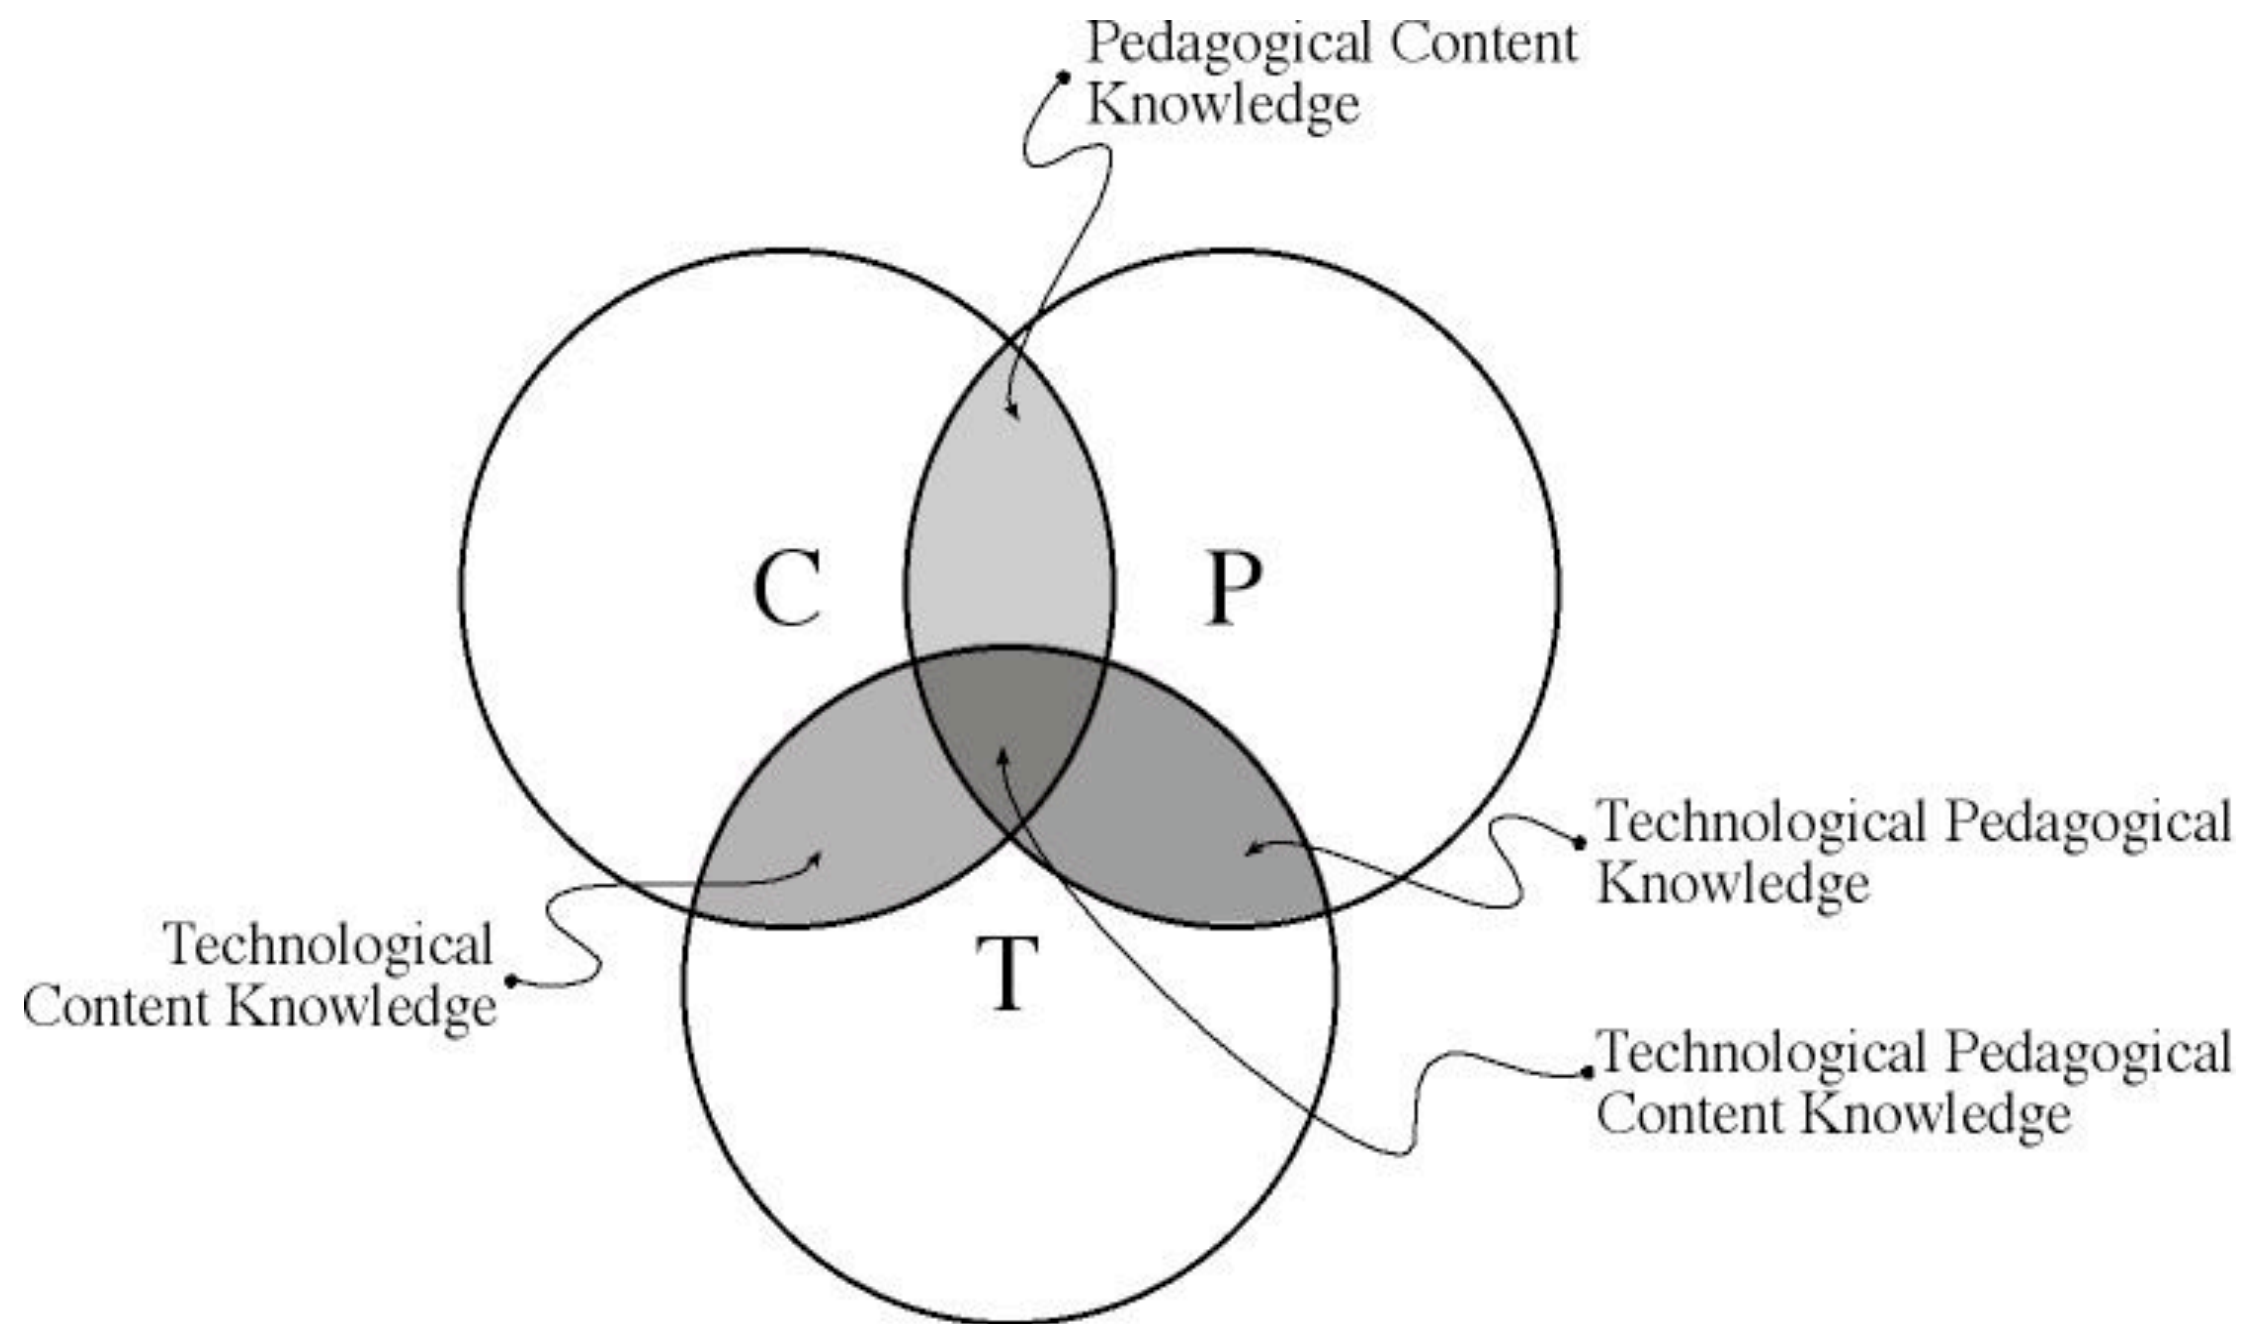 Pedagogical Content
Knowledge
C
P
Technological Pedagogical
Knowledge
Technological
Content Knowledge
T
Technological Pedagogical
Content Knowledge